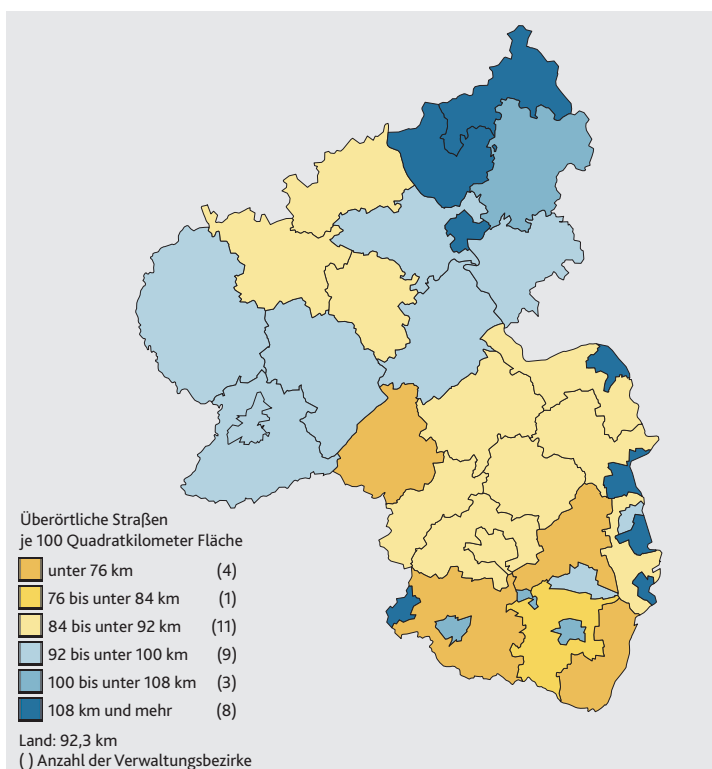 Überörtliche Straßen
je 100 Quadratkilometer Fläche
unter 76 km (4)
76 bis unter 84 km (1)
84 bis unter 92 km (11)
92 bis unter 100 km (9)
100 bis unter 108 km (3)
108 km und mehr (8)
Land: 92,3 km
( ) Anzahl der Verwaltungsbezirke